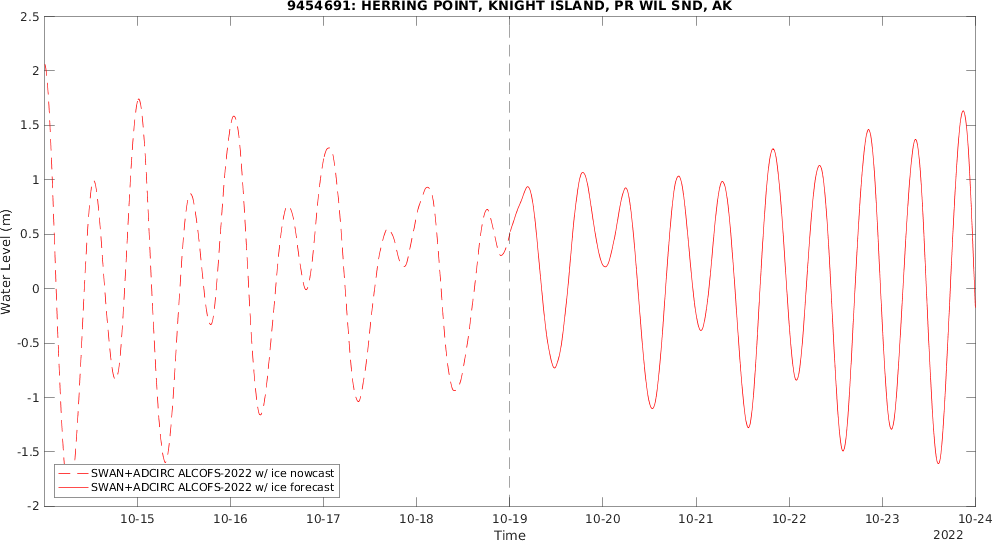 9454691: HERRING POINT, KNIGHT ISLAND, PR WIL SND, AK
2.5
2
1.5
1
0.5
0
-0.5
-1
-1.5
-2
Water Level (m)
SWAN+ADCIRC ALCOFS-2022 w/ ice nowcast
SWAN+ADCIRC ALCOFS-2022 w/ ice forecast
10-15 10-16 10-17 10-18 10-19 10-20 10-21 10-22 10-23 10-24
Time
2022